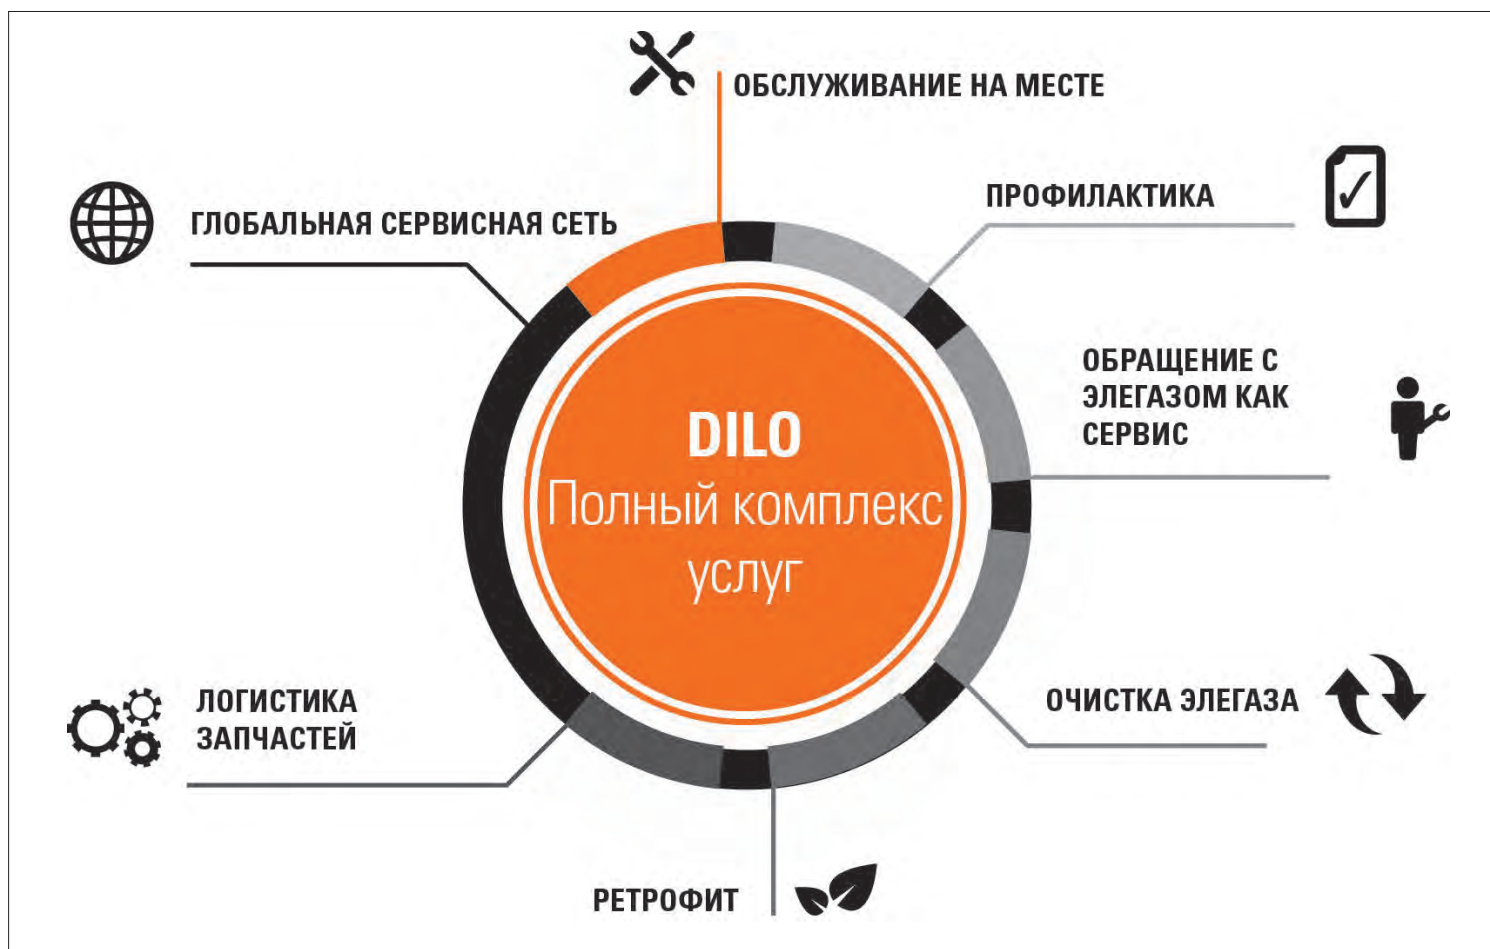 ОБСЛУЖИВАНИЕ НА МЕСТЕ
ПРОФИЛАКТИКА
ГЛОБАЛЬНАЯ СЕРВИСНАЯ СЕТЬ
ОБРАЩЕНИЕ С
ЭЛЕГАЗОМ КАК
СЕРВИС
DILO
Полный комплекс
услуг
ЛОГИСТИКА
ЗАПЧАСТЕЙ
ОЧИСТКА ЭЛЕГАЗА
РЕТРОФИТ